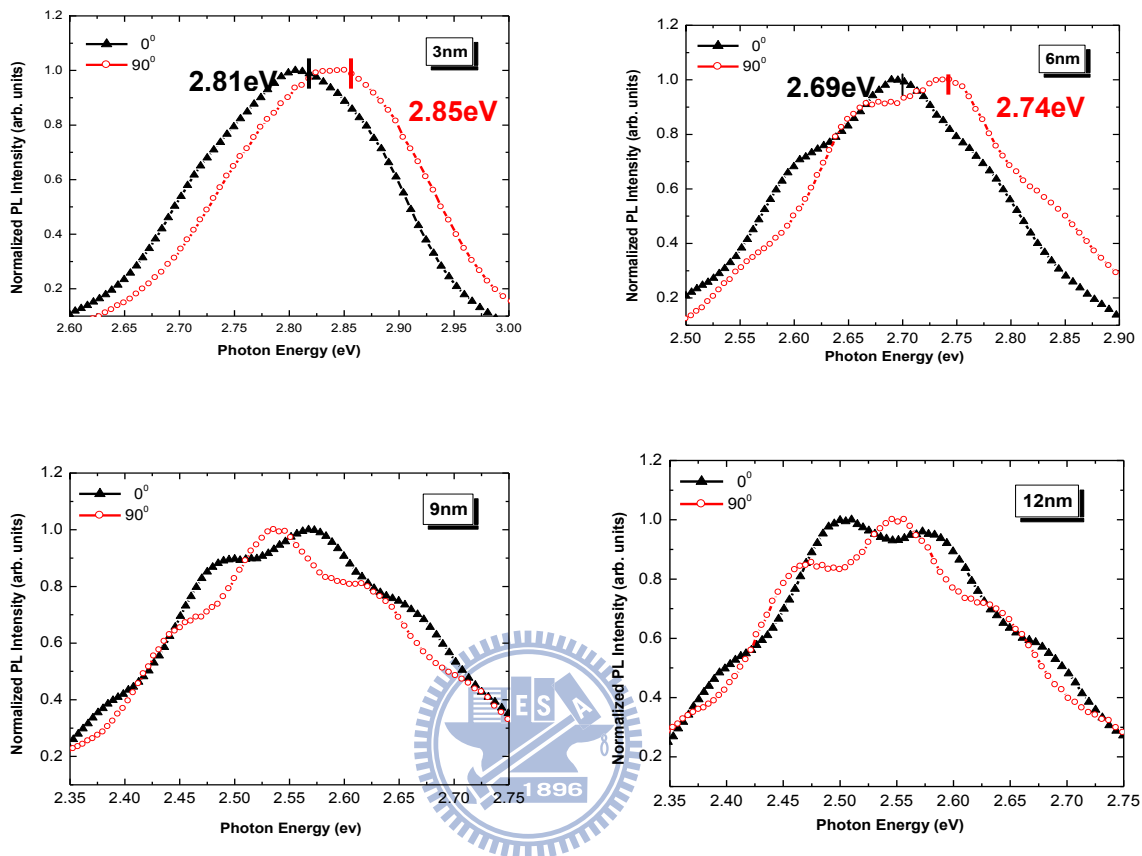 1.2
1.0
0.8
0.6
0.4
0.2
Normalized PL Intensity (arb. units)
0⁰
90⁰
3nm
2.81eV
2.85eV
2.60 2.65 2.70 2.75 2.80 2.85 2.90 2.95 3.00
Photon Energy (eV)
1.2
1.0
0.8
0.6
0.4
0.2
Normalized PL Intensity (arb. units)
0⁰
90⁰
6nm
2.69eV
2.74eV
2.50 2.55 2.60 2.65 2.70 2.75 2.80 2.85 2.90
Photon Energy (ev)
1.2
1.0
0.8
0.6
0.4
0.2
Normalized PL Intensity (arb. units)
0⁰
90⁰
9nm
2.35 2.40 2.45 2.50 2.55 2.60 2.65 2.70 2.75
Photon Energy (ev)
1.2
1.0
0.8
0.6
0.4
0.2
Normalized PL Intensity (arb. units)
0⁰
90⁰
12nm
2.35 2.40 2.45 2.50 2.55 2.60 2.65 2.70 2.75
Photon Energy (eV)
E S A
1896